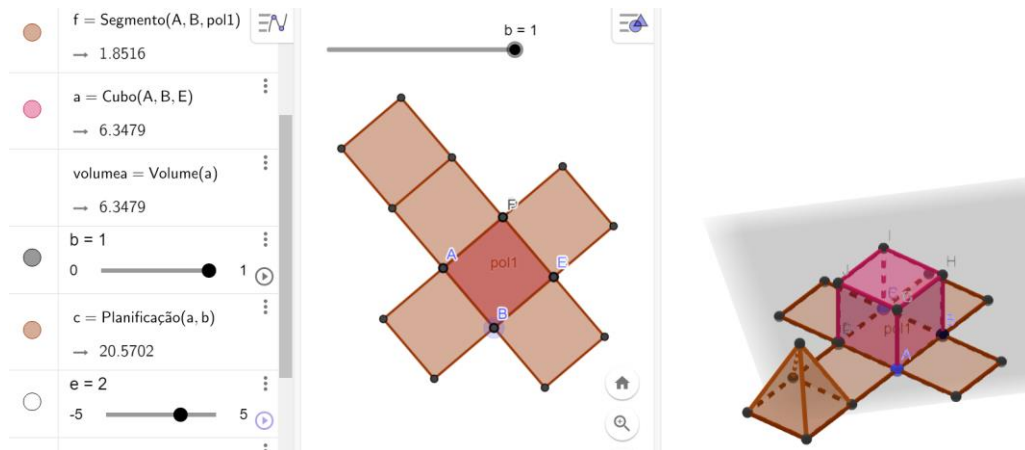 f = Segmento(A, B, pol1)
→ 1.8516
a = Cubo(A, B, E)
→ 6.3479
volumea = Volume(a)
→ 6.3479
b = 1
0 1
c = Planificação(a, b)
→ 20.5702
e = 2
-5 5
b = 1
A
pol1
E
B
I
H
G
pol1
A